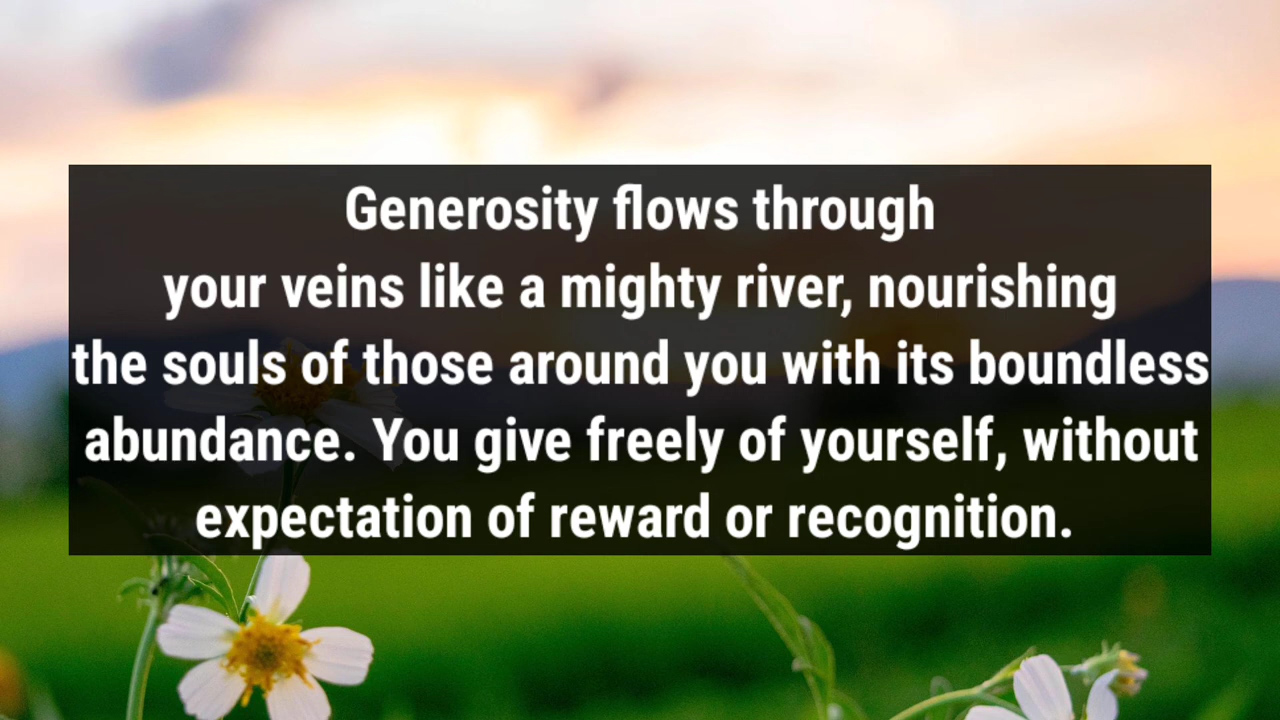 Generosity flows through
your veins like a mighty river, nourishing
the souls of those around you with its boundless
abundance. You give freely of yourself, without
expectation of reward or recognition.